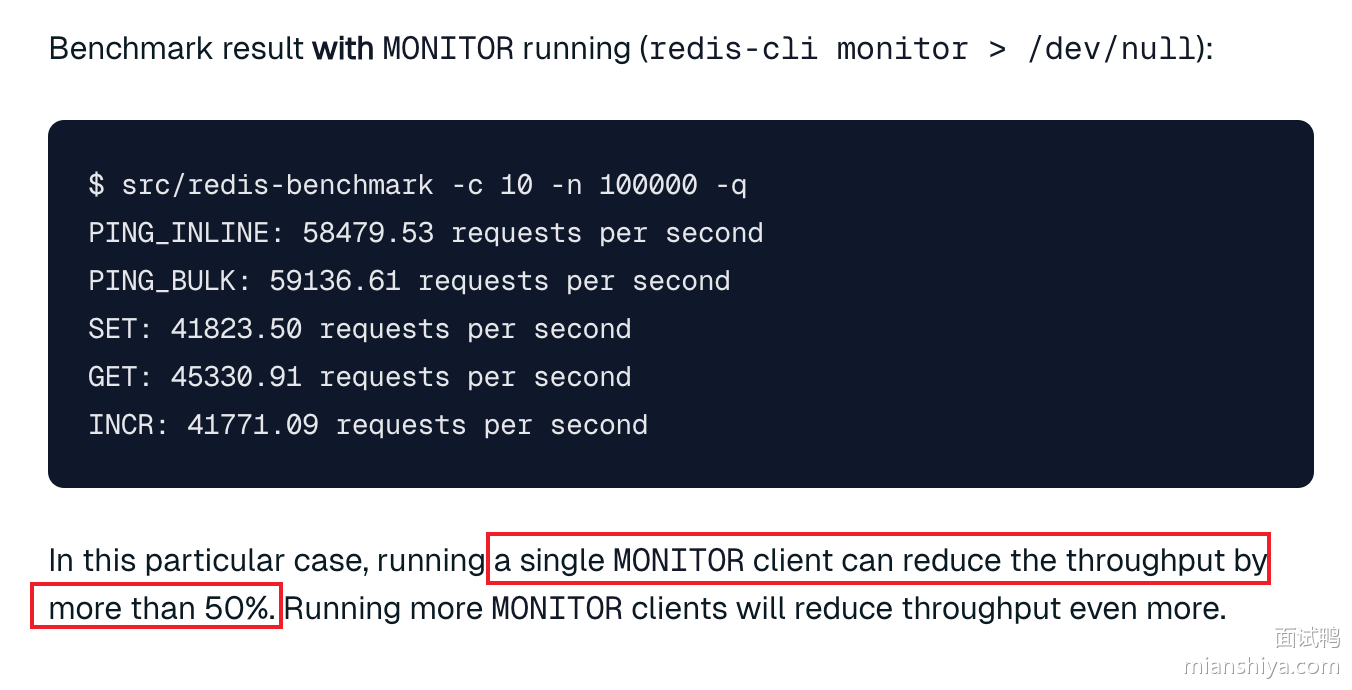 Benchmark result with MONITOR running (redis-cli monitor > /dev/null):
$ src/redis-benchmark -c 10 -n 100000 -q
PING_INLINE: 58479.53 requests per second
PING_BULK: 59136.61 requests per second
SET: 41823.50 requests per second
GET: 45330.91 requests per second
INCR: 41771.09 requests per second
In this particular case, running a single MONITOR client can reduce the throughput by
more than 50%. Running more MONITOR clients will reduce throughput even more.
面试鸭
mianshiya.com